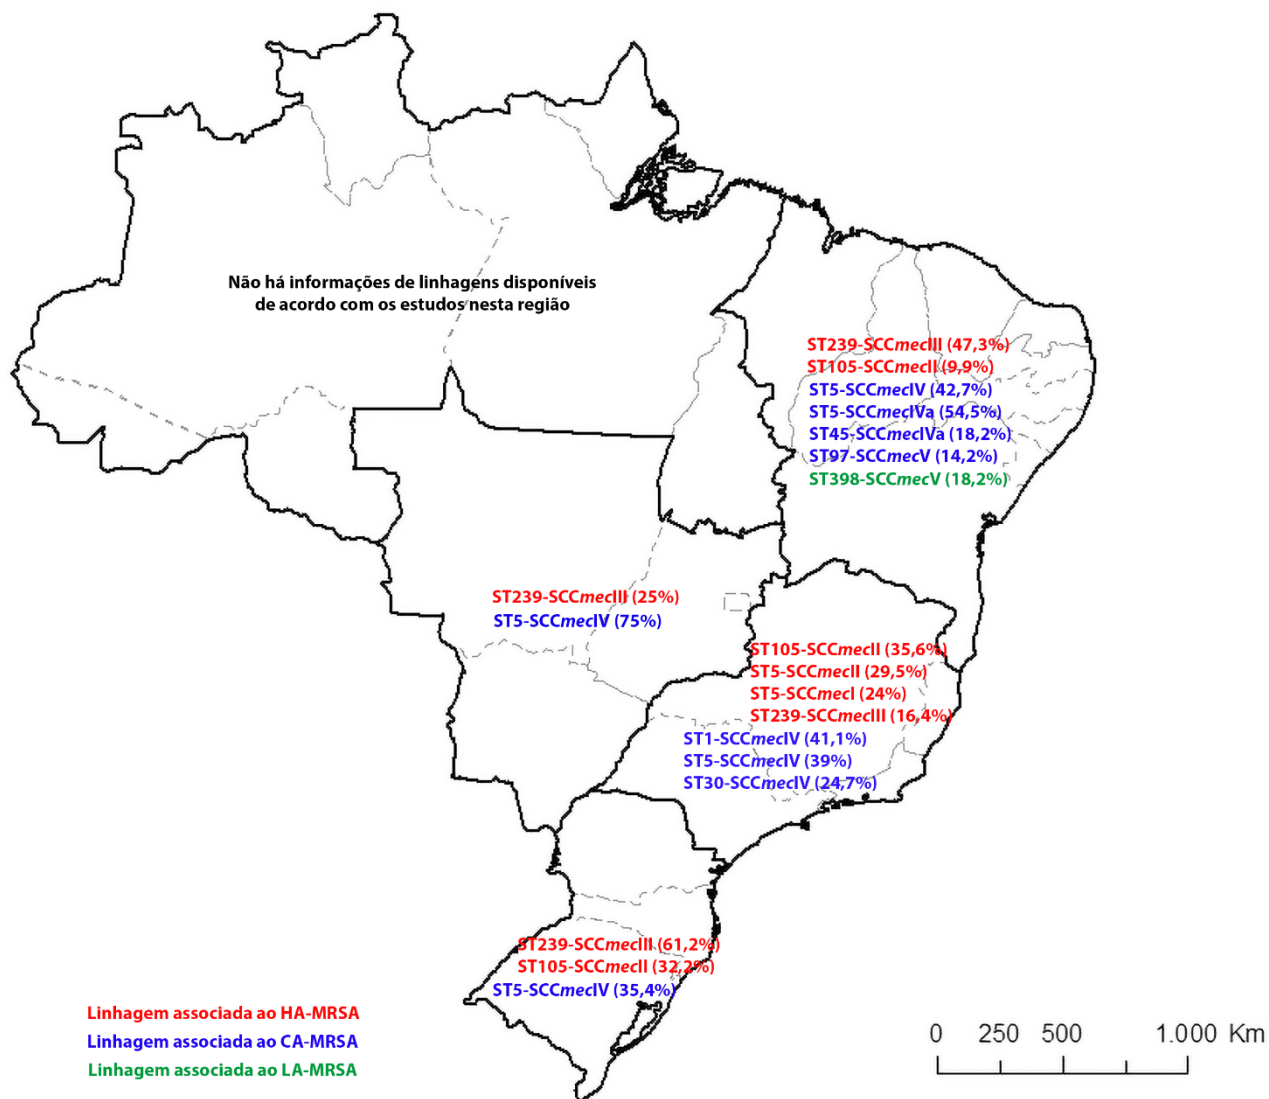 Não há informações de linhagens disponíveis
de acordo com os estudos nesta região
ST239-SCCmecIII (47,3%)
ST105-SCCmecII (9,9%)
ST5-SCCmecIV (42,7%)
ST5-SCCmecIVa (54,5%)
ST45-SCCmecIVa (18,2%)
ST97-SCCmecV (14,2%)
ST398-SCCmecV (18,2%)
ST239-SCCmecIII (25%)
ST5-SCCmecIV (75%)
ST105-SCCmecII (35,6%)
ST5-SCCmecII (29,5%)
ST5-SCCmecI (24%)
ST239-SCCmecIII (16,4%)
ST1-SCCmecIV (41,1%)
ST5-SCCmecIV (39%)
ST30-SCCmecIV (24,7%)
ST239-SCCmecIII (61,2%)
ST105-SCCmecII (32,2%)
ST5-SCCmecIV (35,4%)
Linhagem associada ao HA-MRSA
Linhagem associada ao CA-MRSA
Linhagem associada ao LA-MRSA
0 250 500 1.000 Km